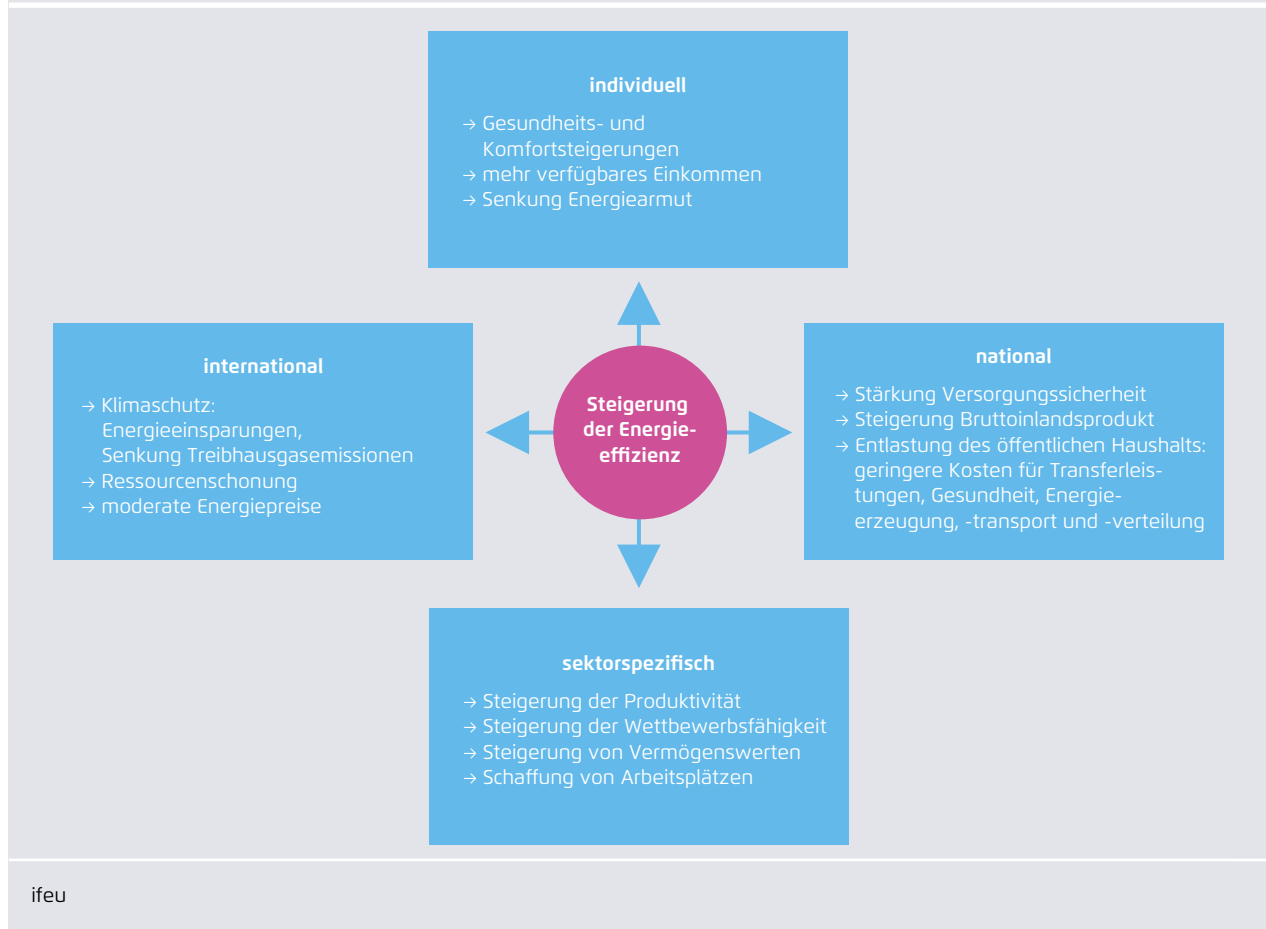 individuell
→ Gesundheits- und
Komfortsteigerungen
→ mehr verfügbares Einkommen
→ Senkung Energiearmut
international
→ Klimaschutz:
Energieeinsparungen,
Senkung Treibhausgasemissionen
→ Ressourcenschonung
→ moderate Energiepreise
Steigerung
der Energie-
effizienz
national
→ Stärkung Versorgungssicherheit
→ Steigerung Bruttoinlandsprodukt
→ Entlastung des öffentlichen Haushalts:
geringere Kosten für Transferleis-
tungen, Gesundheit, Energie-
erzeugung, -transport und -verteilung
sektorspezifisch
→ Steigerung der Produktivität
→ Steigerung der Wettbewerbsfähigkeit
→ Steigerung von Vermögenswerten
→ Schaffung von Arbeitsplätzen
ifeu